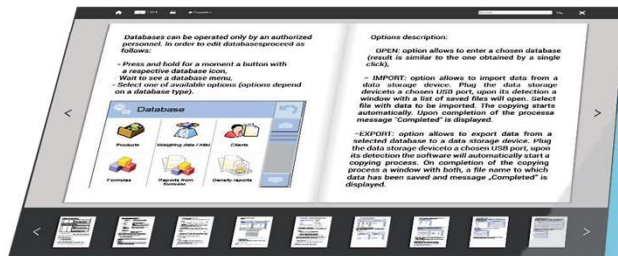 Databases can be operated only by an authorized
personnel. In order to edit databasesproceed as
follows:
- Press and hold for a moment a button with
a respective database icon,
- Wait to see a database menu,
- Select one of available options (options depend
on a database type).
Database
Products
Weighing data / Alibi
Clients
Formulas
Reports from
formulas
Density reports
Options description:
- OPEN: option allows to enter a chosen database
(result is similar to the one obtained by a single
click),
- IMPORT: option allows to import data from a
data storage device. Plug the data storage
deviceto a chosen USB port, upon its detection a
window with a list of saved files will open. Select
file with data to be imported. The copying starts
automatically. Upon completion of the processa
message "Completed" is displayed.
-EXPORT: option allows to export data from a
selected database to a data storage device. Plug
the data storage deviceto a chosen USB port, upon
its detection the software will automatically start a
copying process. On completion of the copying
process a window with both, a file name to which
data has been saved and message „Completed" is
displayed.